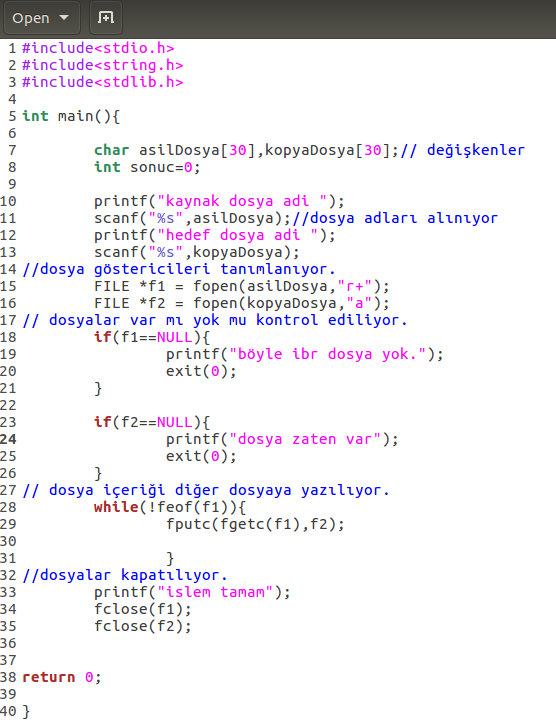 Open
1 #include<stdio.h>
2 #include<string.h>
3 #include<stdlib.h>
4
5 int main(){
6
7         char asilDosya[30],kopyaDosya[30];// değişkenler
8         int sonuc=0;
9
10         printf("kaynak dosya adi ");
11         scanf("%s",asilDosya);//dosya adları alınıyor
12         printf("hedef dosya adi ");
13         scanf("%s",kopyaDosya);
14 //dosya göstericileri tanımlanıyor.
15         FILE *f1 = fopen(asilDosya,"r+");
16         FILE *f2 = fopen(kopyaDosya,"a");
17 // dosyalar var mı yok mu kontrol ediliyor.
18         if(f1==NULL){
19                 printf("böyle ibr dosya yok.");
20                 exit(0);
21         }
22
23         if(f2==NULL){
24                 printf("dosya zaten var");
25                 exit(0);
26         }
27 // dosya içeriği diğer dosyaya yazılıyor.
28         while(!feof(f1)){
29                 fputc(fgetc(f1),f2);
30
31                 }
32 //dosyalar kapatılıyor.
33         printf("islem tamam");
34         fclose(f1);
35         fclose(f2);
36
37
38 return 0;
39
40 }